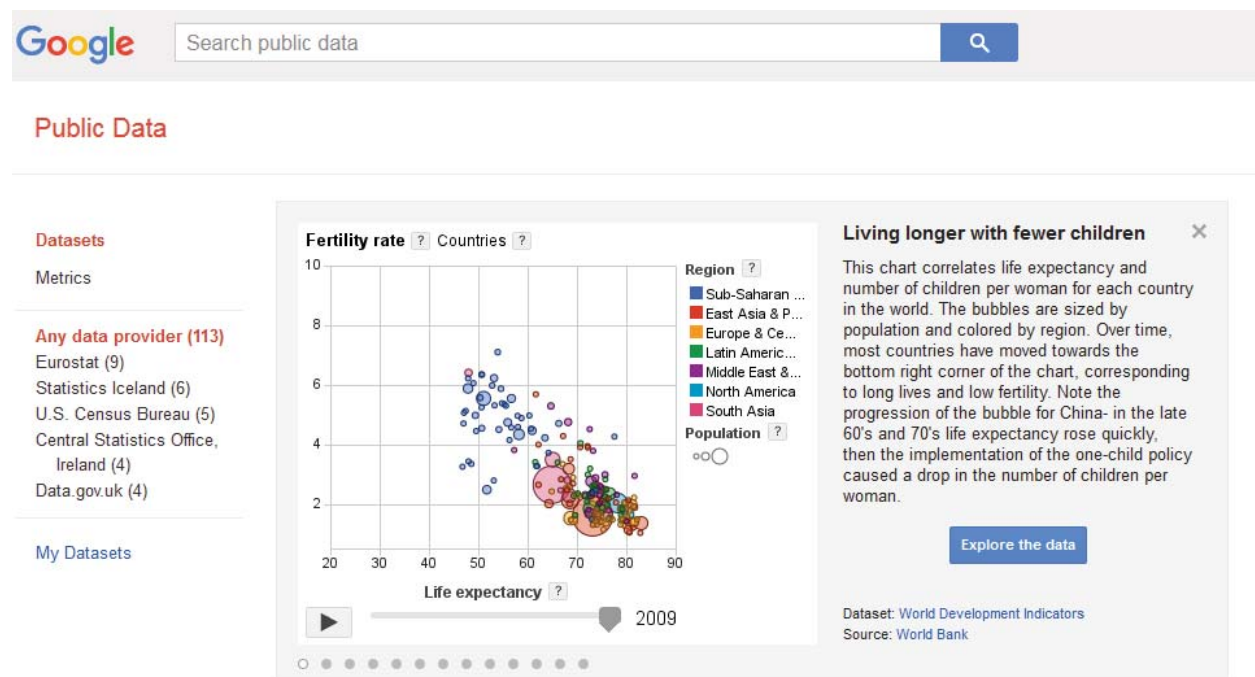 Google
Search public data
Public Data
Datasets
Metrics
Any data provider (113)
Eurostat (9)
Statistics Iceland (6)
U.S. Census Bureau (5)
Central Statistics Office,
Ireland (4)
Data.gov.uk (4)
My Datasets
Fertility rate ? Countries ?
10
8
6
4
2
20 30 40 50 60 70 80 90
Life expectancy ?
2009
Region ?
Sub-Saharan ...
East Asia & P...
Europe & Ce...
Latin Americ...
Middle East &...
North America
South Asia
Population ?
Living longer with fewer children ×
This chart correlates life expectancy and
number of children per woman for each country
in the world. The bubbles are sized by
population and colored by region. Over time,
most countries have moved towards the
bottom right corner of the chart, corresponding
to long lives and low fertility. Note the
progression of the bubble for China- in the late
60's and 70's life expectancy rose quickly,
then the implementation of the one-child policy
caused a drop in the number of children per
woman.
Explore the data
Dataset: World Development Indicators
Source: World Bank